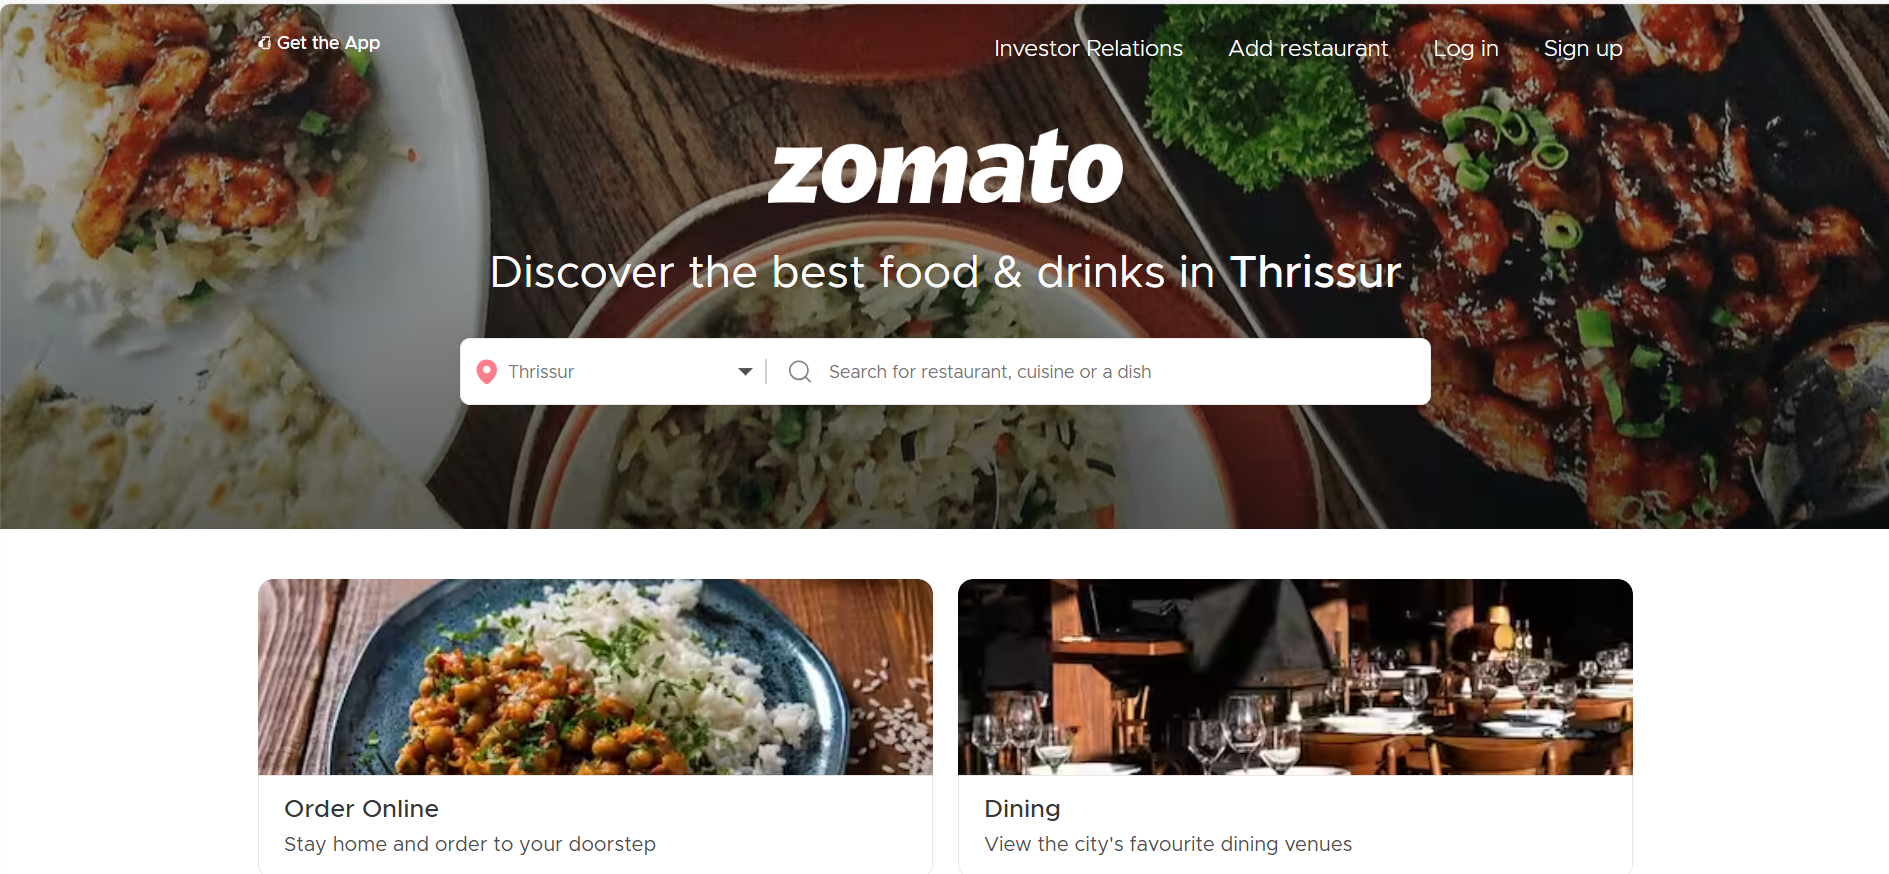 Get the App
Investor Relations Add restaurant Log in Sign up
zomato
Discover the best food & drinks in Thrissur
Thrissur
Search for restaurant, cuisine or a dish
Order Online
Stay home and order to your doorstep
Dining
View the city's favourite dining venues